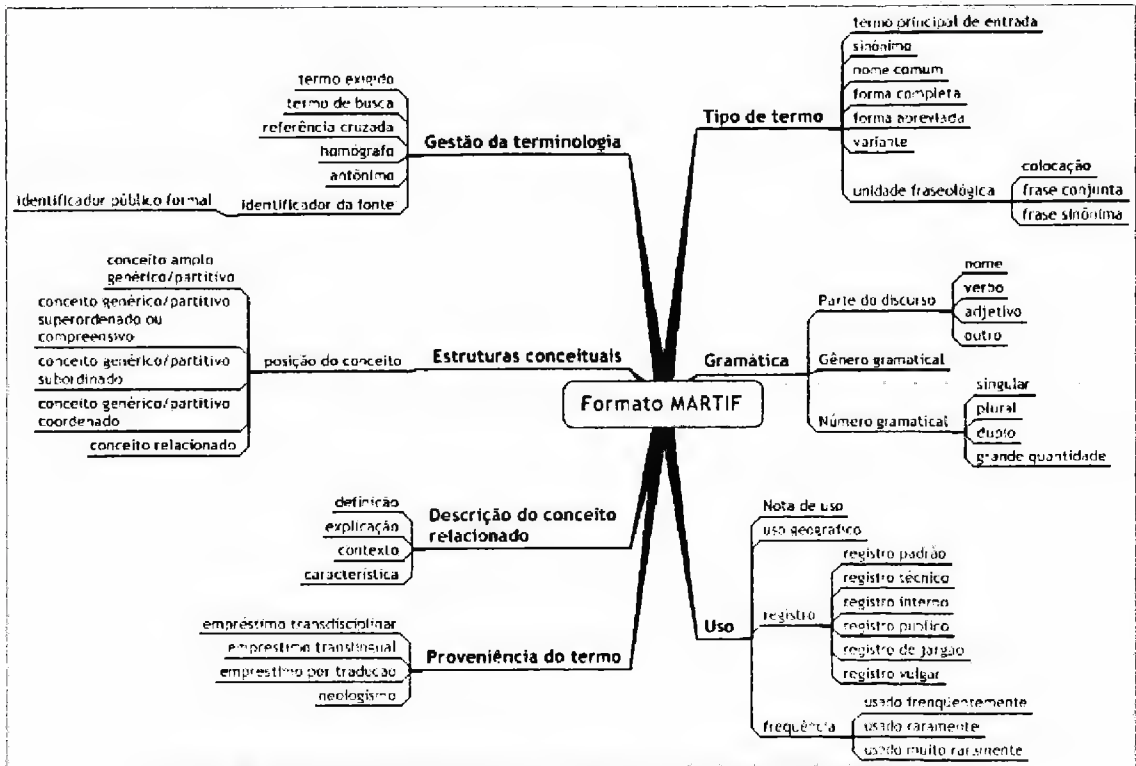 Formato MARTIF
Gestão da terminologia
termo exigido
termo de busca
referência cruzada
homógrafo
antônimo
identificador da fonte
identificador público formal
Estruturas conceituais
posição do conceito
conceito amplo
genérico/partitivo
conceito genérico/partitivo
superordenado ou
compreensivo
conceito genérico/partitivo
subordinado
conceito genérico/partitivo
coordenado
conceito relacionado
Descrição do conceito
relacionado
definição
explicação
contexto
característica
Proveniência do termo
empréstimo transdisciplinar
empréstimo translingual
empréstimo por tradução
neologismo
Tipo de termo
termo principal de entrada
sinônimo
nome comum
forma completa
forma abreviada
variante
unidade fraseológica
colocação
frase conjunta
frase sinônima
Gramática
Parte do discurso
nome
verbo
adjetivo
outro
Gênero gramatical
Número gramatical
singular
plural
duplo
grande quantidade
Uso
Nota de uso
uso geográfico
registro
registro padrão
registro técnico
registro interno
registro público
registro de jargão
registro vulgar
frequência
usado frenqüentemente
usado raramente
usado muito raramente